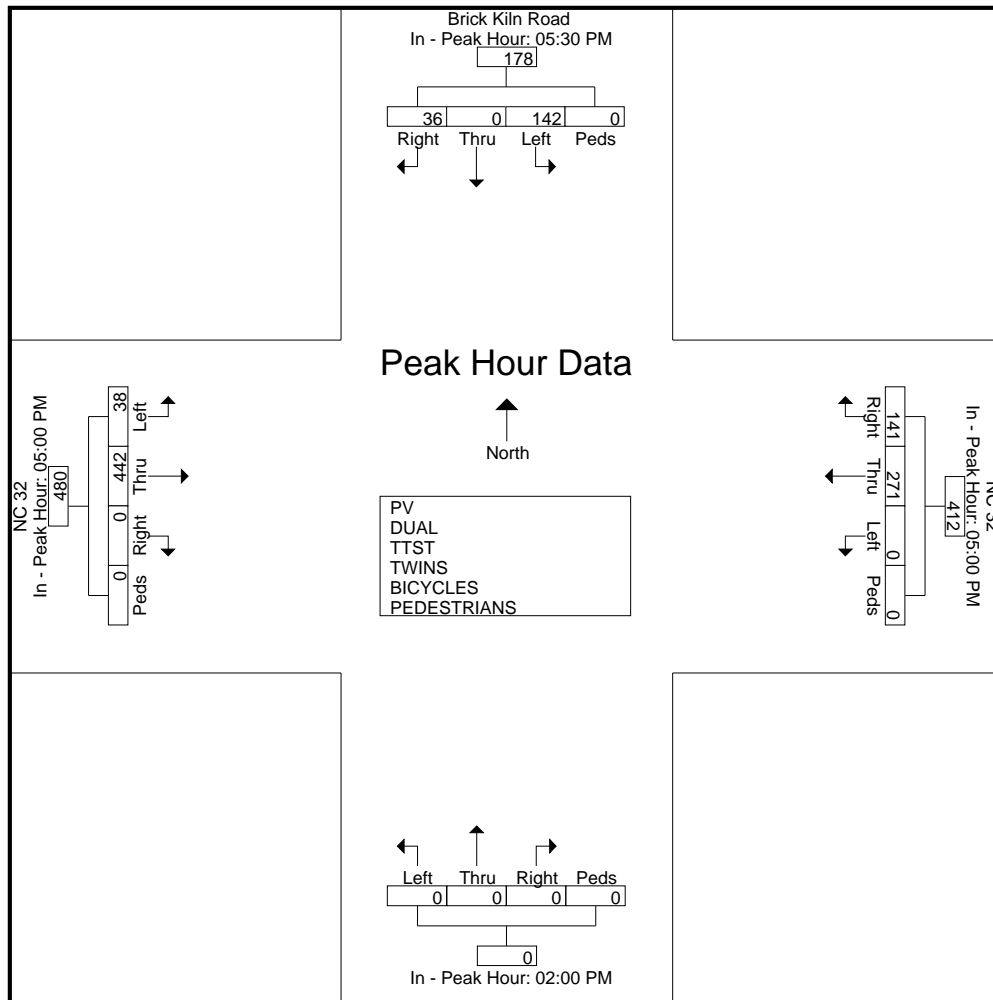 Brick Kiln Road
In - Peak Hour: 05:30 PM
178
36 0 142 0
Right Thru Left Peds
Peak Hour Data
North
NC 32
In - Peak Hour: 05:00 PM
480
38 442 0 0
Left Thru Right Peds
PV
DUAL
TTST
TWINS
BICYCLES
PEDESTRIANS
NC 32
In - Peak Hour: 05:00 PM
412
141 271 0 0
Right Thru Left Peds
Left Thru Right Peds
0 0 0 0
0
In - Peak Hour: 02:00 PM